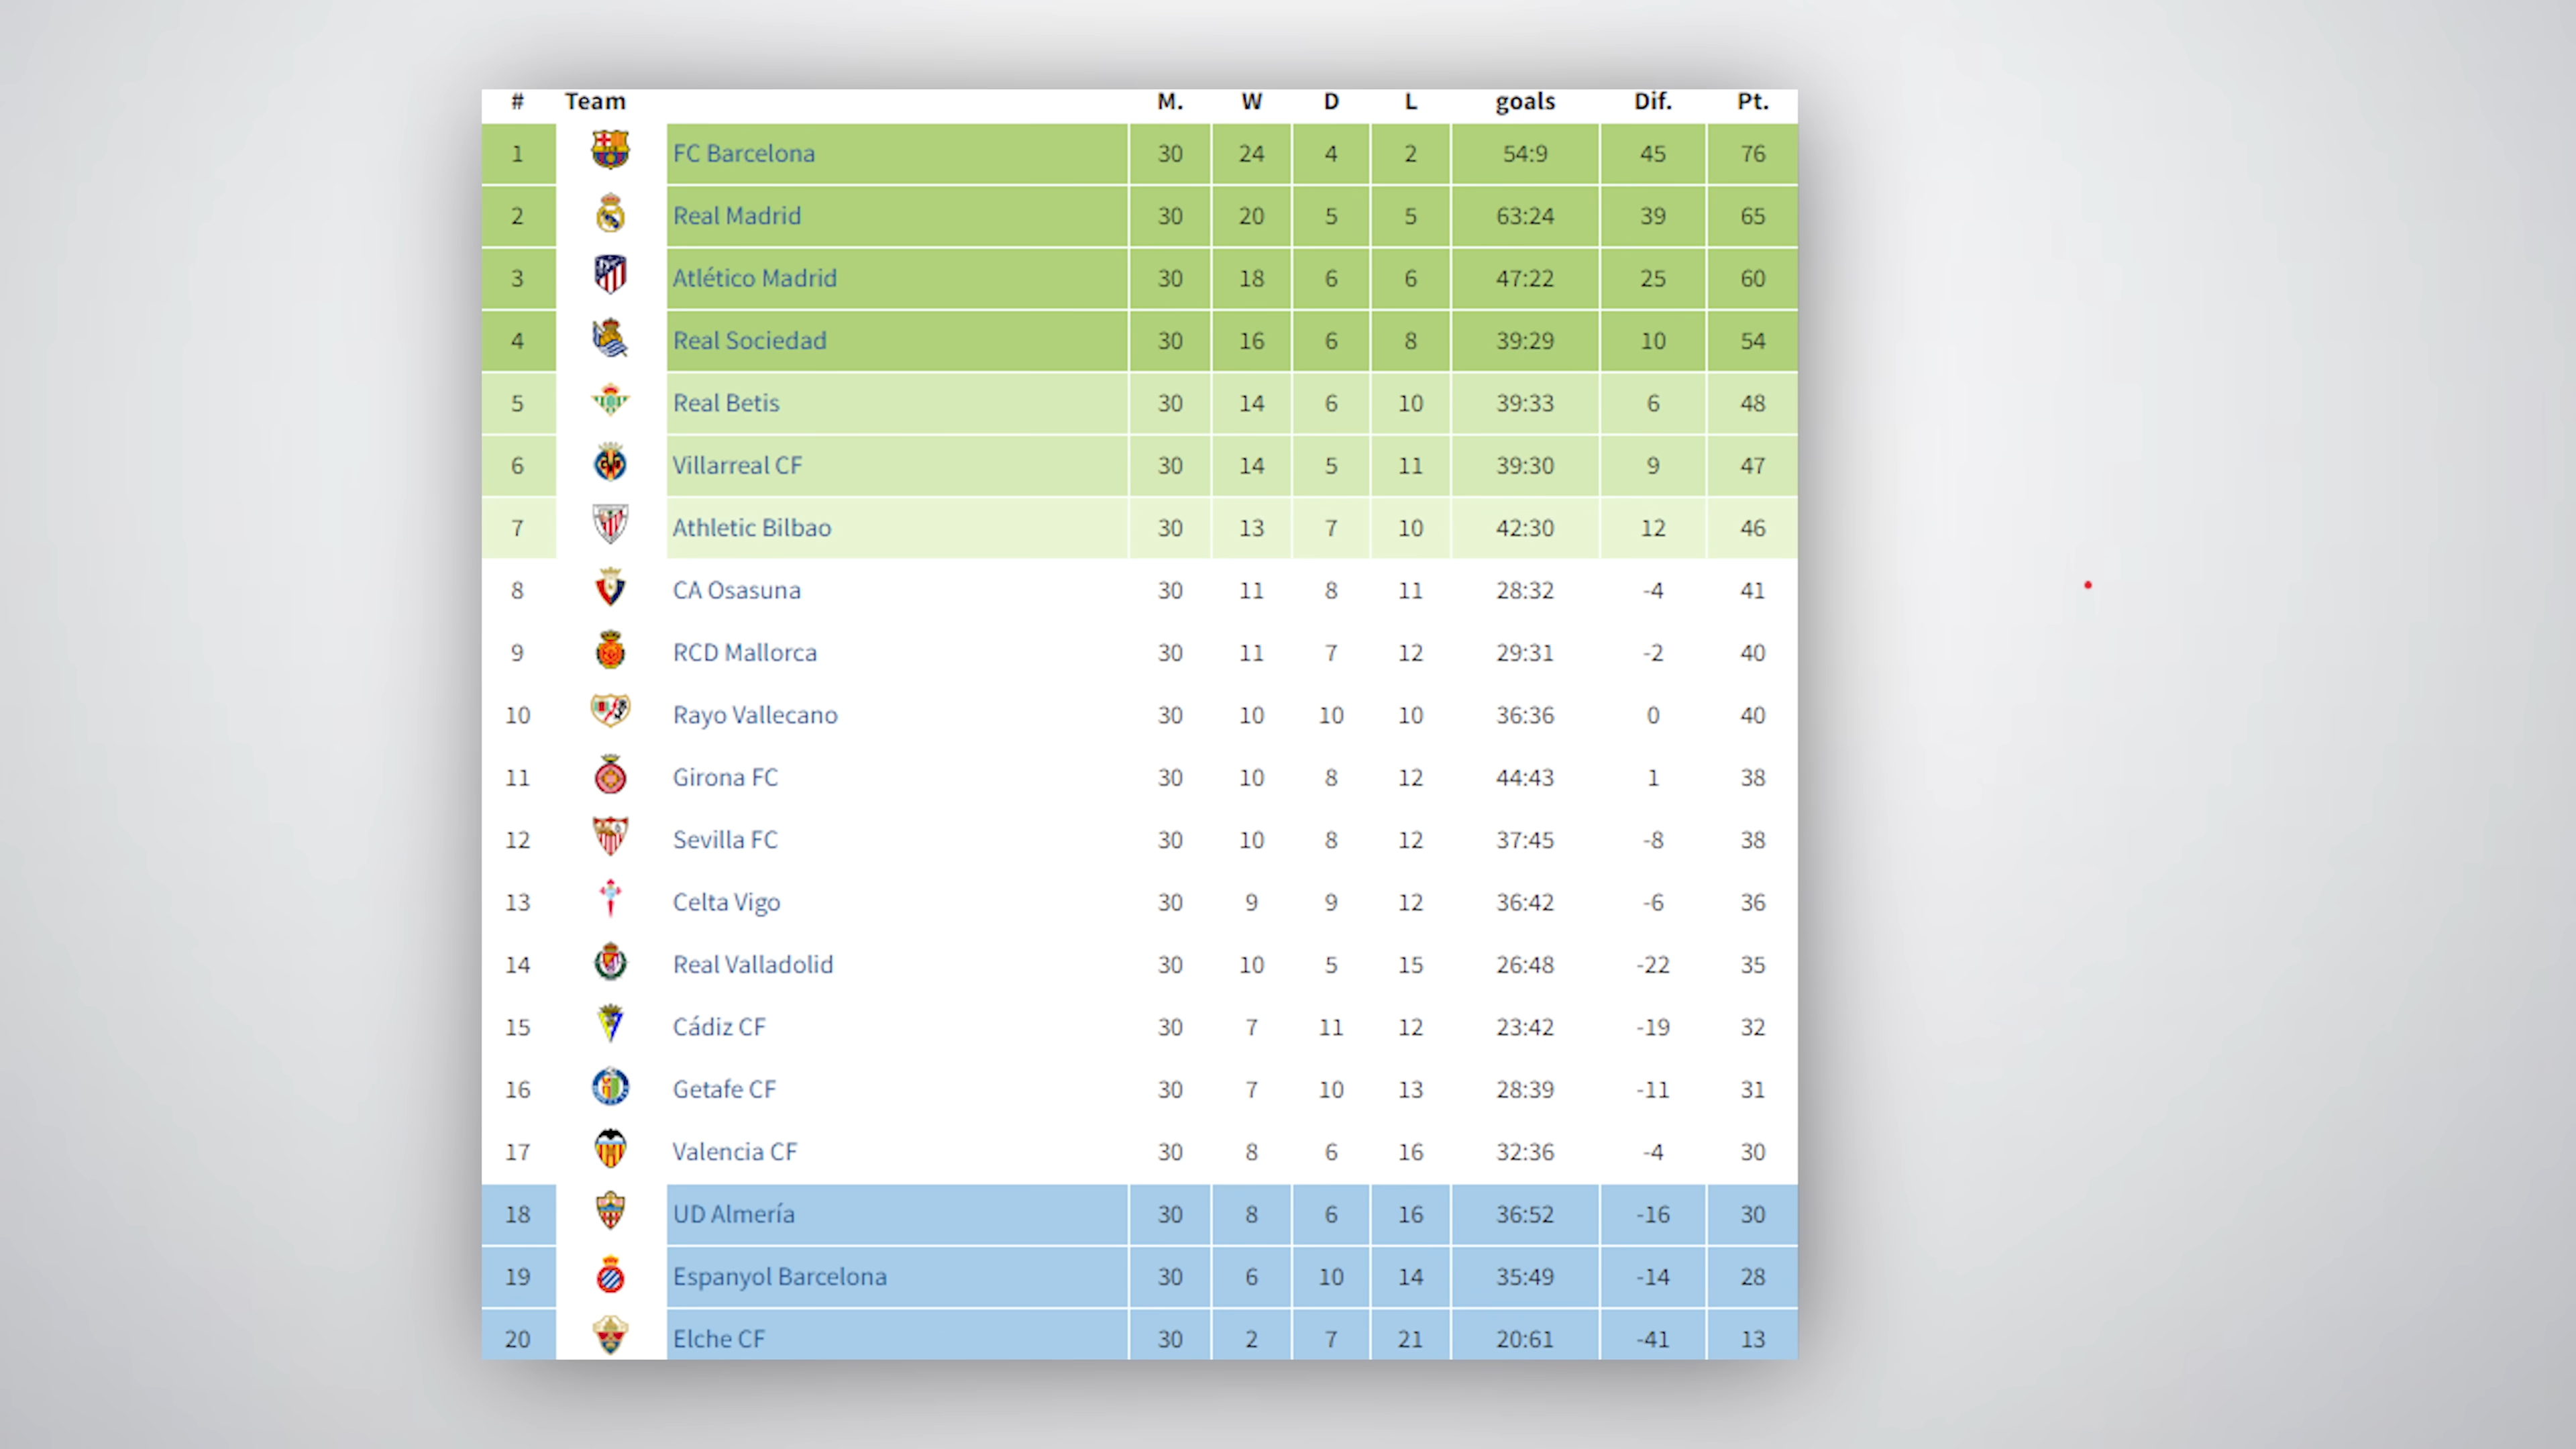 # Team M. W D L goals Dif. Pt.
1 FC Barcelona 30 24 4 2 54:9 45 76
2 Real Madrid 30 20 5 5 63:24 39 65
3 Atlético Madrid 30 18 6 6 47:22 25 60
4 Real Sociedad 30 16 6 8 39:29 10 54
5 Real Betis 30 14 6 10 39:33 6 48
6 Villarreal CF 30 14 5 11 39:30 9 47
7 Athletic Bilbao 30 13 7 10 42:30 12 46
8 CA Osasuna 30 11 8 11 28:32 -4 41
9 RCD Mallorca 30 11 7 12 29:31 -2 40
10 Rayo Vallecano 30 10 10 10 36:36 0 40
11 Girona FC 30 10 8 12 44:43 1 38
12 Sevilla FC 30 10 8 12 37:45 -8 38
13 Celta Vigo 30 9 9 12 36:42 -6 36
14 Real Valladolid 30 10 5 15 26:48 -22 35
15 Cádiz CF 30 7 11 12 23:42 -19 32
16 Getafe CF 30 7 10 13 28:39 -11 31
17 Valencia CF 30 8 6 16 32:36 -4 30
18 UD Almería 30 8 6 16 36:52 -16 30
19 Espanyol Barcelona 30 6 10 14 35:49 -14 28
20 Elche CF 30 2 7 21 20:61 -41 13